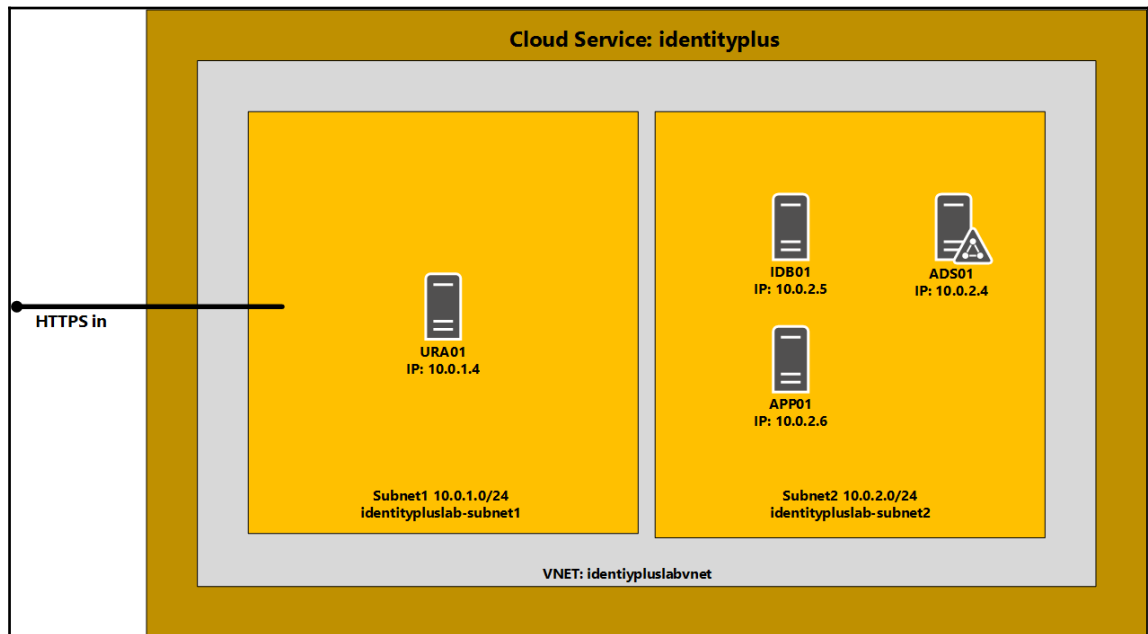 Cloud Service: identityplus
HTTPS in
URA01
IP: 10.0.1.4
Subnet1 10.0.1.0/24
identitypluslab-subnet1
IDB01
IP: 10.0.2.5
ADS01
IP: 10.0.2.4
APP01
IP: 10.0.2.6
Subnet2 10.0.2.0/24
identitypluslab-subnet2
VNET: identiypluslabvnet